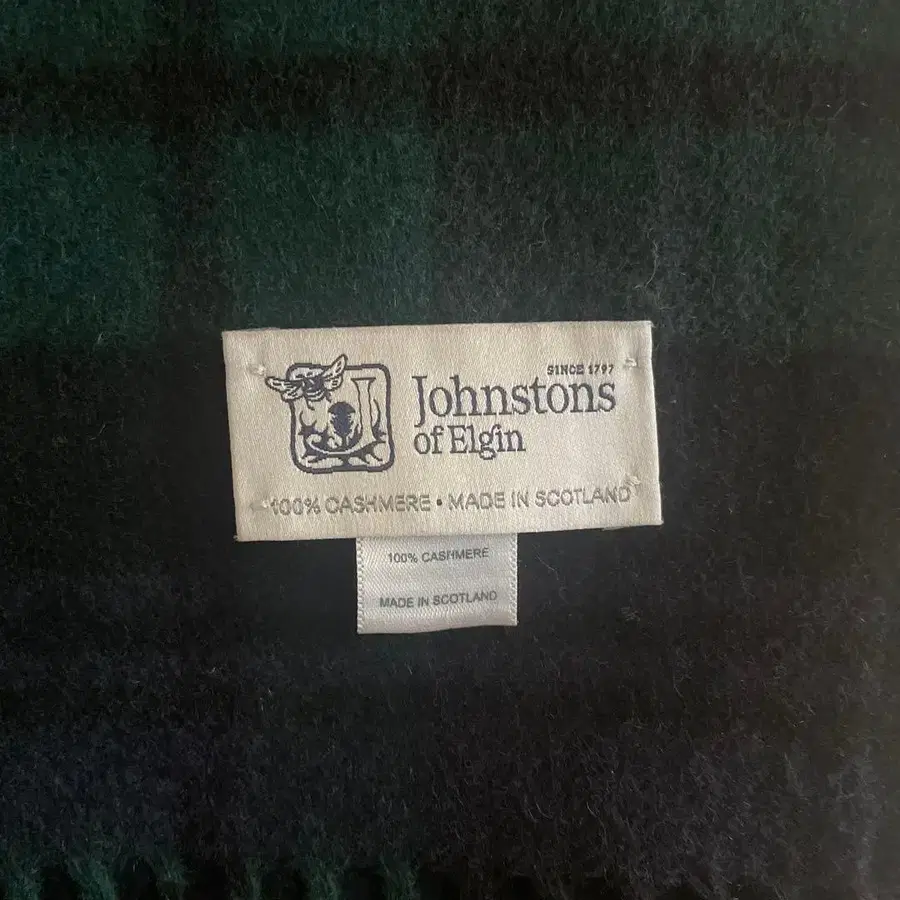 SINCE 1797
Johnstons
of Elgin
100% CASHMERE • MADE IN SCOTLAND
100% CASHMERE
MADE IN SCOTLAND